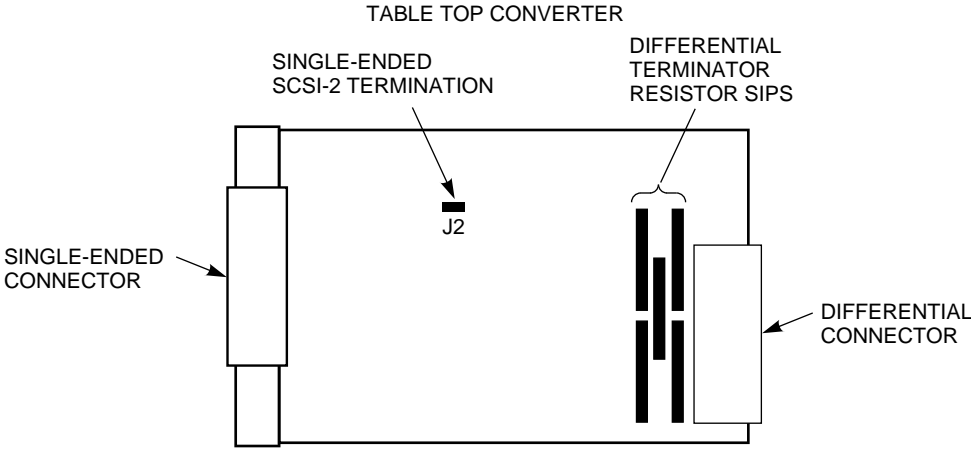 TABLE TOP CONVERTER
SINGLE-ENDED
SCSI-2 TERMINATION
DIFFERENTIAL
TERMINATOR
RESISTOR SIPS
J2
SINGLE-ENDED
CONNECTOR
DIFFERENTIAL
CONNECTOR